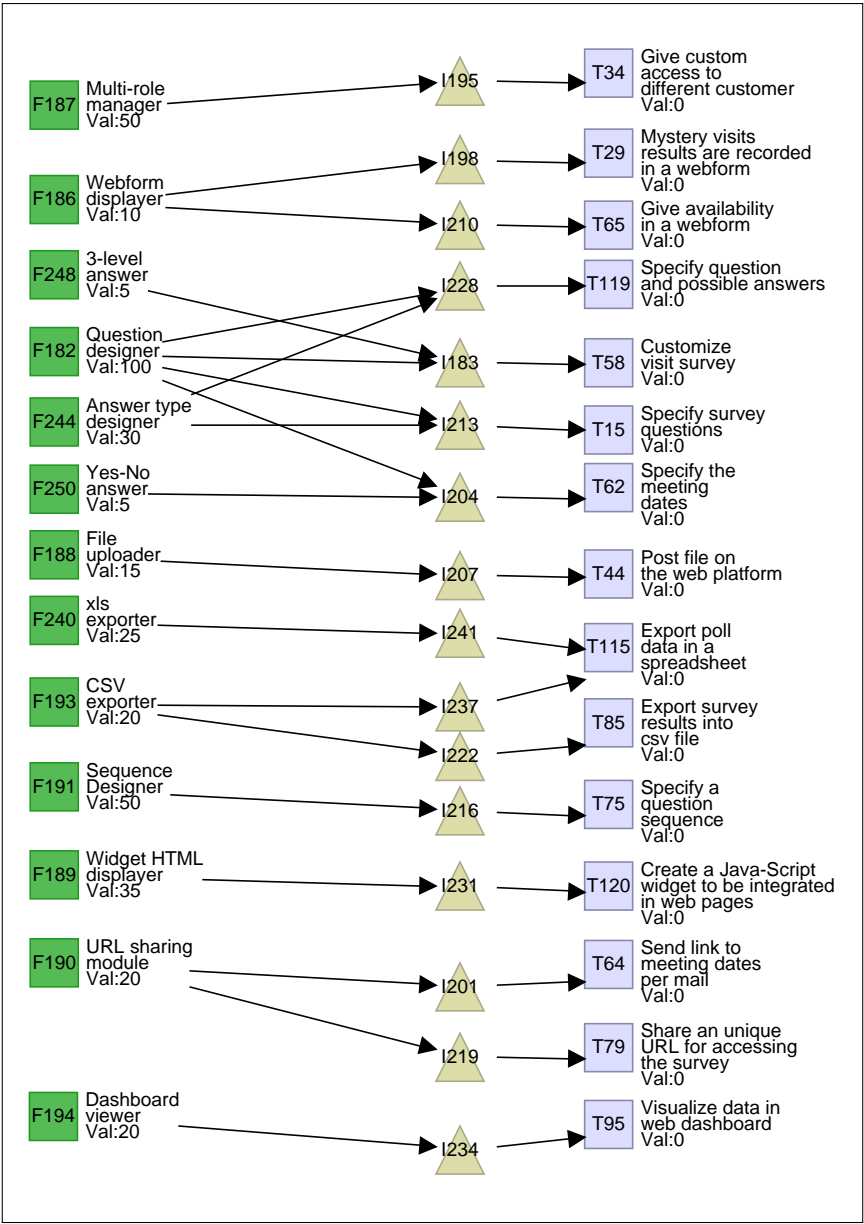 F187
Multi-role
manager
Val:50
I195
T34
Give custom
access to
different customer
Val:0
F186
Webform
displayer
Val:10
I198
T29
Mystery visits
results are recorded
in a webform
Val:0
I210
T65
Give availability
in a webform
Val:0
F248
3-level
answer
Val:5
I228
T119
Specify question
and possible answers
Val:0
F182
Question
designer
Val:100
I183
T58
Customize
visit survey
Val:0
F244
Answer type
designer
Val:30
I213
T15
Specify survey
questions
Val:0
F250
Yes-No
answer
Val:5
I204
T62
Specify the
meeting
dates
Val:0
F188
File
uploader
Val:15
I207
T44
Post file on
the web platform
Val:0
F240
xls
exporter
Val:25
I241
T115
Export poll
data in a
spreadsheet
Val:0
F193
CSV
exporter
Val:20
I237
I222
T85
Export survey
results into
csv file
Val:0
F191
Sequence
Designer
Val:50
I216
T75
Specify a
question
sequence
Val:0
F189
Widget HTML
displayer
Val:35
I231
T120
Create a Java-Script
widget to be integrated
in web pages
Val:0
F190
URL sharing
module
Val:20
I201
T64
Send link to
meeting dates
per mail
Val:0
I219
T79
Share an unique
URL for accessing
the survey
Val:0
F194
Dashboard
viewer
Val:20
I234
T95
Visualize data in
web dashboard
Val:0